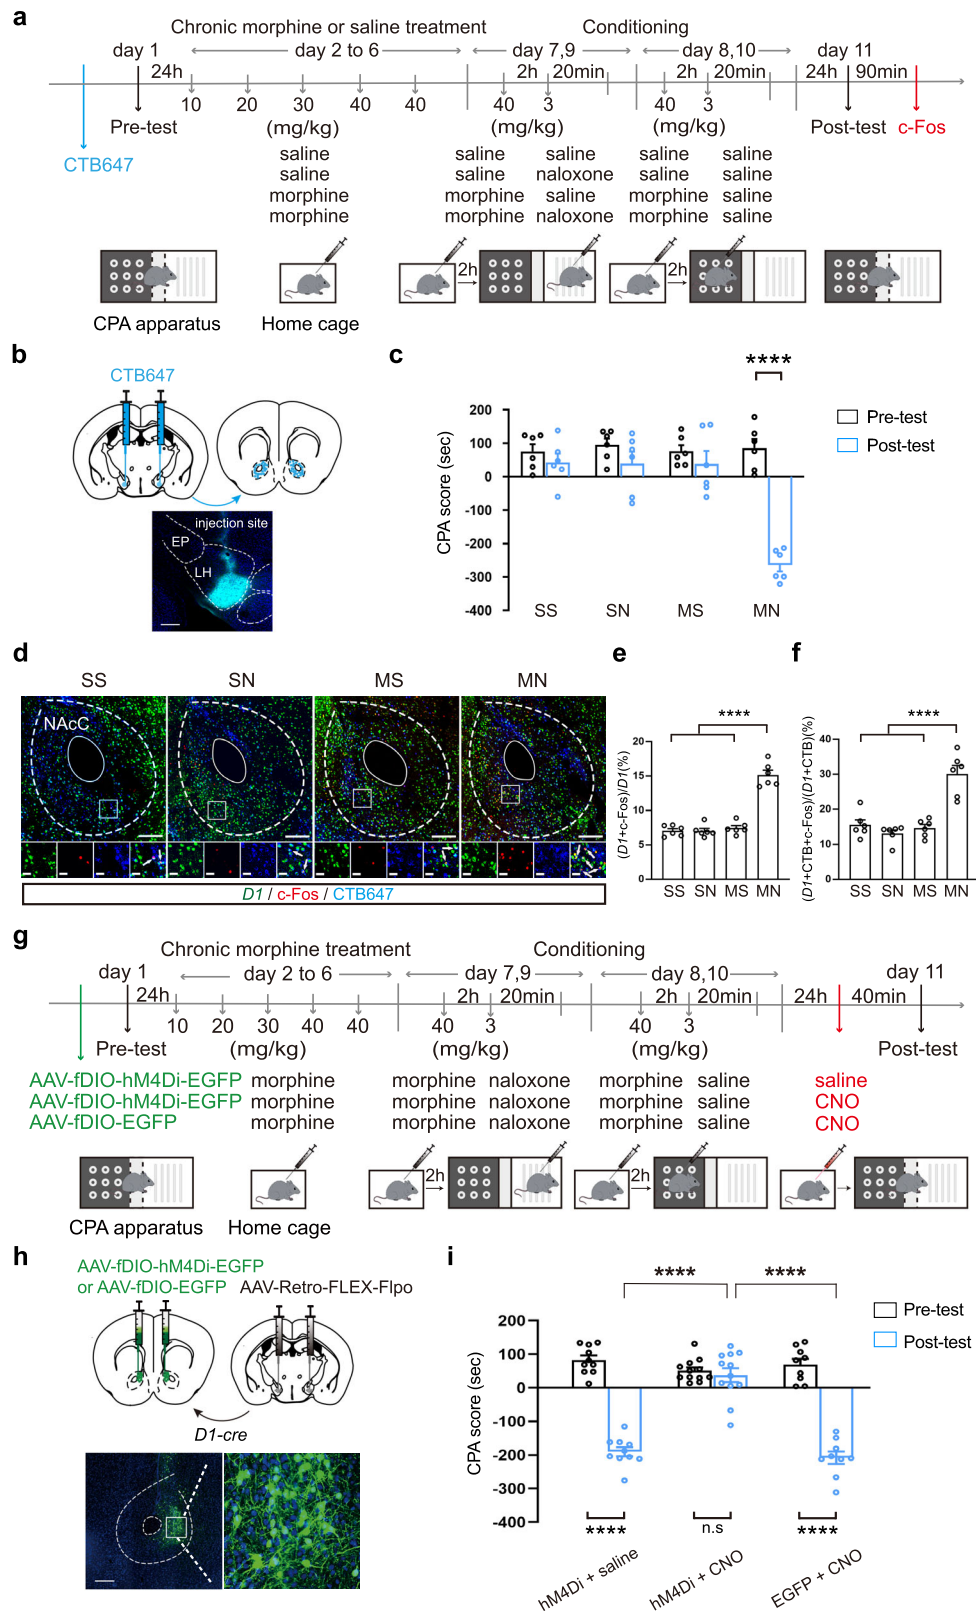 a
Chronic morphine or saline treatment
Conditioning
day 1
day 2 to 6
day 7,9
day 8,10
day 11
24h
2h
20min
2h
20min
24h
90min
10
20
30
40
40
40
3
40
3
Pre-test
(mg/kg)
(mg/kg)
(mg/kg)
Post-test
c-Fos
CTB647
saline
saline
saline
saline
saline
saline
saline
naloxone
saline
saline
morphine
morphine
saline
morphine
saline
morphine
morphine
naloxone
morphine
saline
2h
2h
CPA apparatus
Home cage
b
CTB647
injection site
EP
LH
c
****
200
100
0
-100
-200
-300
-400
CPA score (sec)
SS
SN
MS
MN
Pre-test
Post-test
d
SS
SN
MS
MN
NAcC
D1 / c-Fos / CTB647
e
****
20
15
10
5
0
(D1+c-Fos)/D1(%)
SS
SN
MS
MN
f
****
40
30
20
10
0
(D1+CTB+c-Fos)/(D1+CTB)(%)
SS
SN
MS
MN
g
Chronic morphine treatment
Conditioning
day 1
day 2 to 6
day 7,9
day 8,10
day 11
24h
2h
20min
2h
20min
24h
40min
10
20
30
40
40
40
3
40
3
Pre-test
(mg/kg)
(mg/kg)
(mg/kg)
Post-test
AAV-fDIO-hM4Di-EGFP
morphine
morphine
naloxone
morphine
saline
saline
AAV-fDIO-hM4Di-EGFP
morphine
morphine
naloxone
morphine
saline
CNO
AAV-fDIO-EGFP
morphine
morphine
naloxone
morphine
saline
CNO
2h
2h
CPA apparatus
Home cage
h
AAV-fDIO-hM4Di-EGFP
or AAV-fDIO-EGFP
AAV-Retro-FLEX-Flpo
D1-cre
i
****
****
200
100
0
-100
-200
-300
-400
CPA score (sec)
Pre-test
Post-test
****
n.s
****
hM4Di + saline
hM4Di + CNO
EGFP + CNO